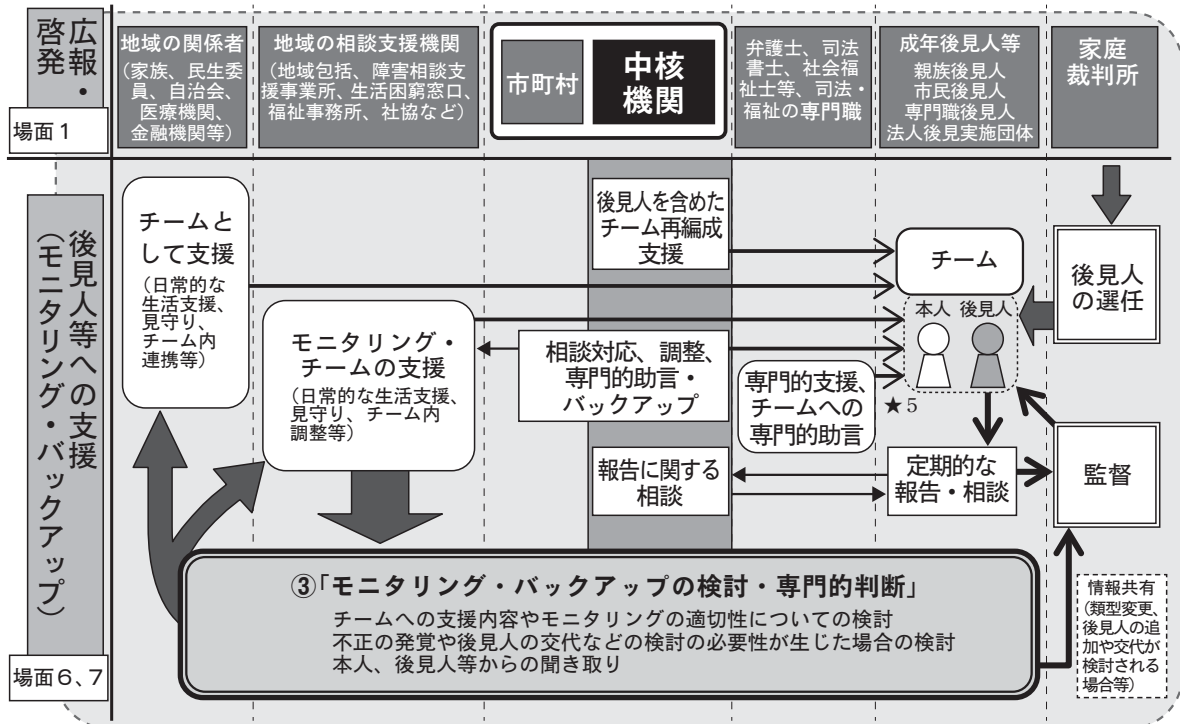 広報・
啓発
場面1
地域の関係者
(家族、民生委
員、自治会、
医療機関、
金融機関等)
地域の相談支援機関
(地域包括、障害相談支
援事業所、生活困窮窓口、
福祉事務所、社協など)
市町村
中核
機関
弁護士、司法
書士、社会福
祉士等、司法・
福祉の専門職
成年後見人等
親族後見人
市民後見人
専門職後見人
法人後見実施団体
家庭
裁判所
後見人等への支援
(モニタリング・バックアップ)
場面6、7
チームと
して支援
(日常的な
生活支援、
見守り、
チーム内
連携等)
モニタリング・
チームの支援
(日常的な生活支援、
見守り、チーム内
調整等)
後見人を含めた
チーム再編成
支援
相談対応、調整、
専門的助言・
バックアップ
専門的支援、
チームへの
専門的助言
★5
チーム
本人 後見人
後見人
の選任
報告に関する
相談
定期的な
報告・相談
監督
③「モニタリング・バックアップの検討・専門的判断」
チームへの支援内容やモニタリングの適切性についての検討
不正の発覚や後見人の交代などの検討の必要性が生じた場合の検討
本人、後見人等からの聞き取り
情報共有
(類型変更、
後見人の追
加や交代が
検討される
場合等)